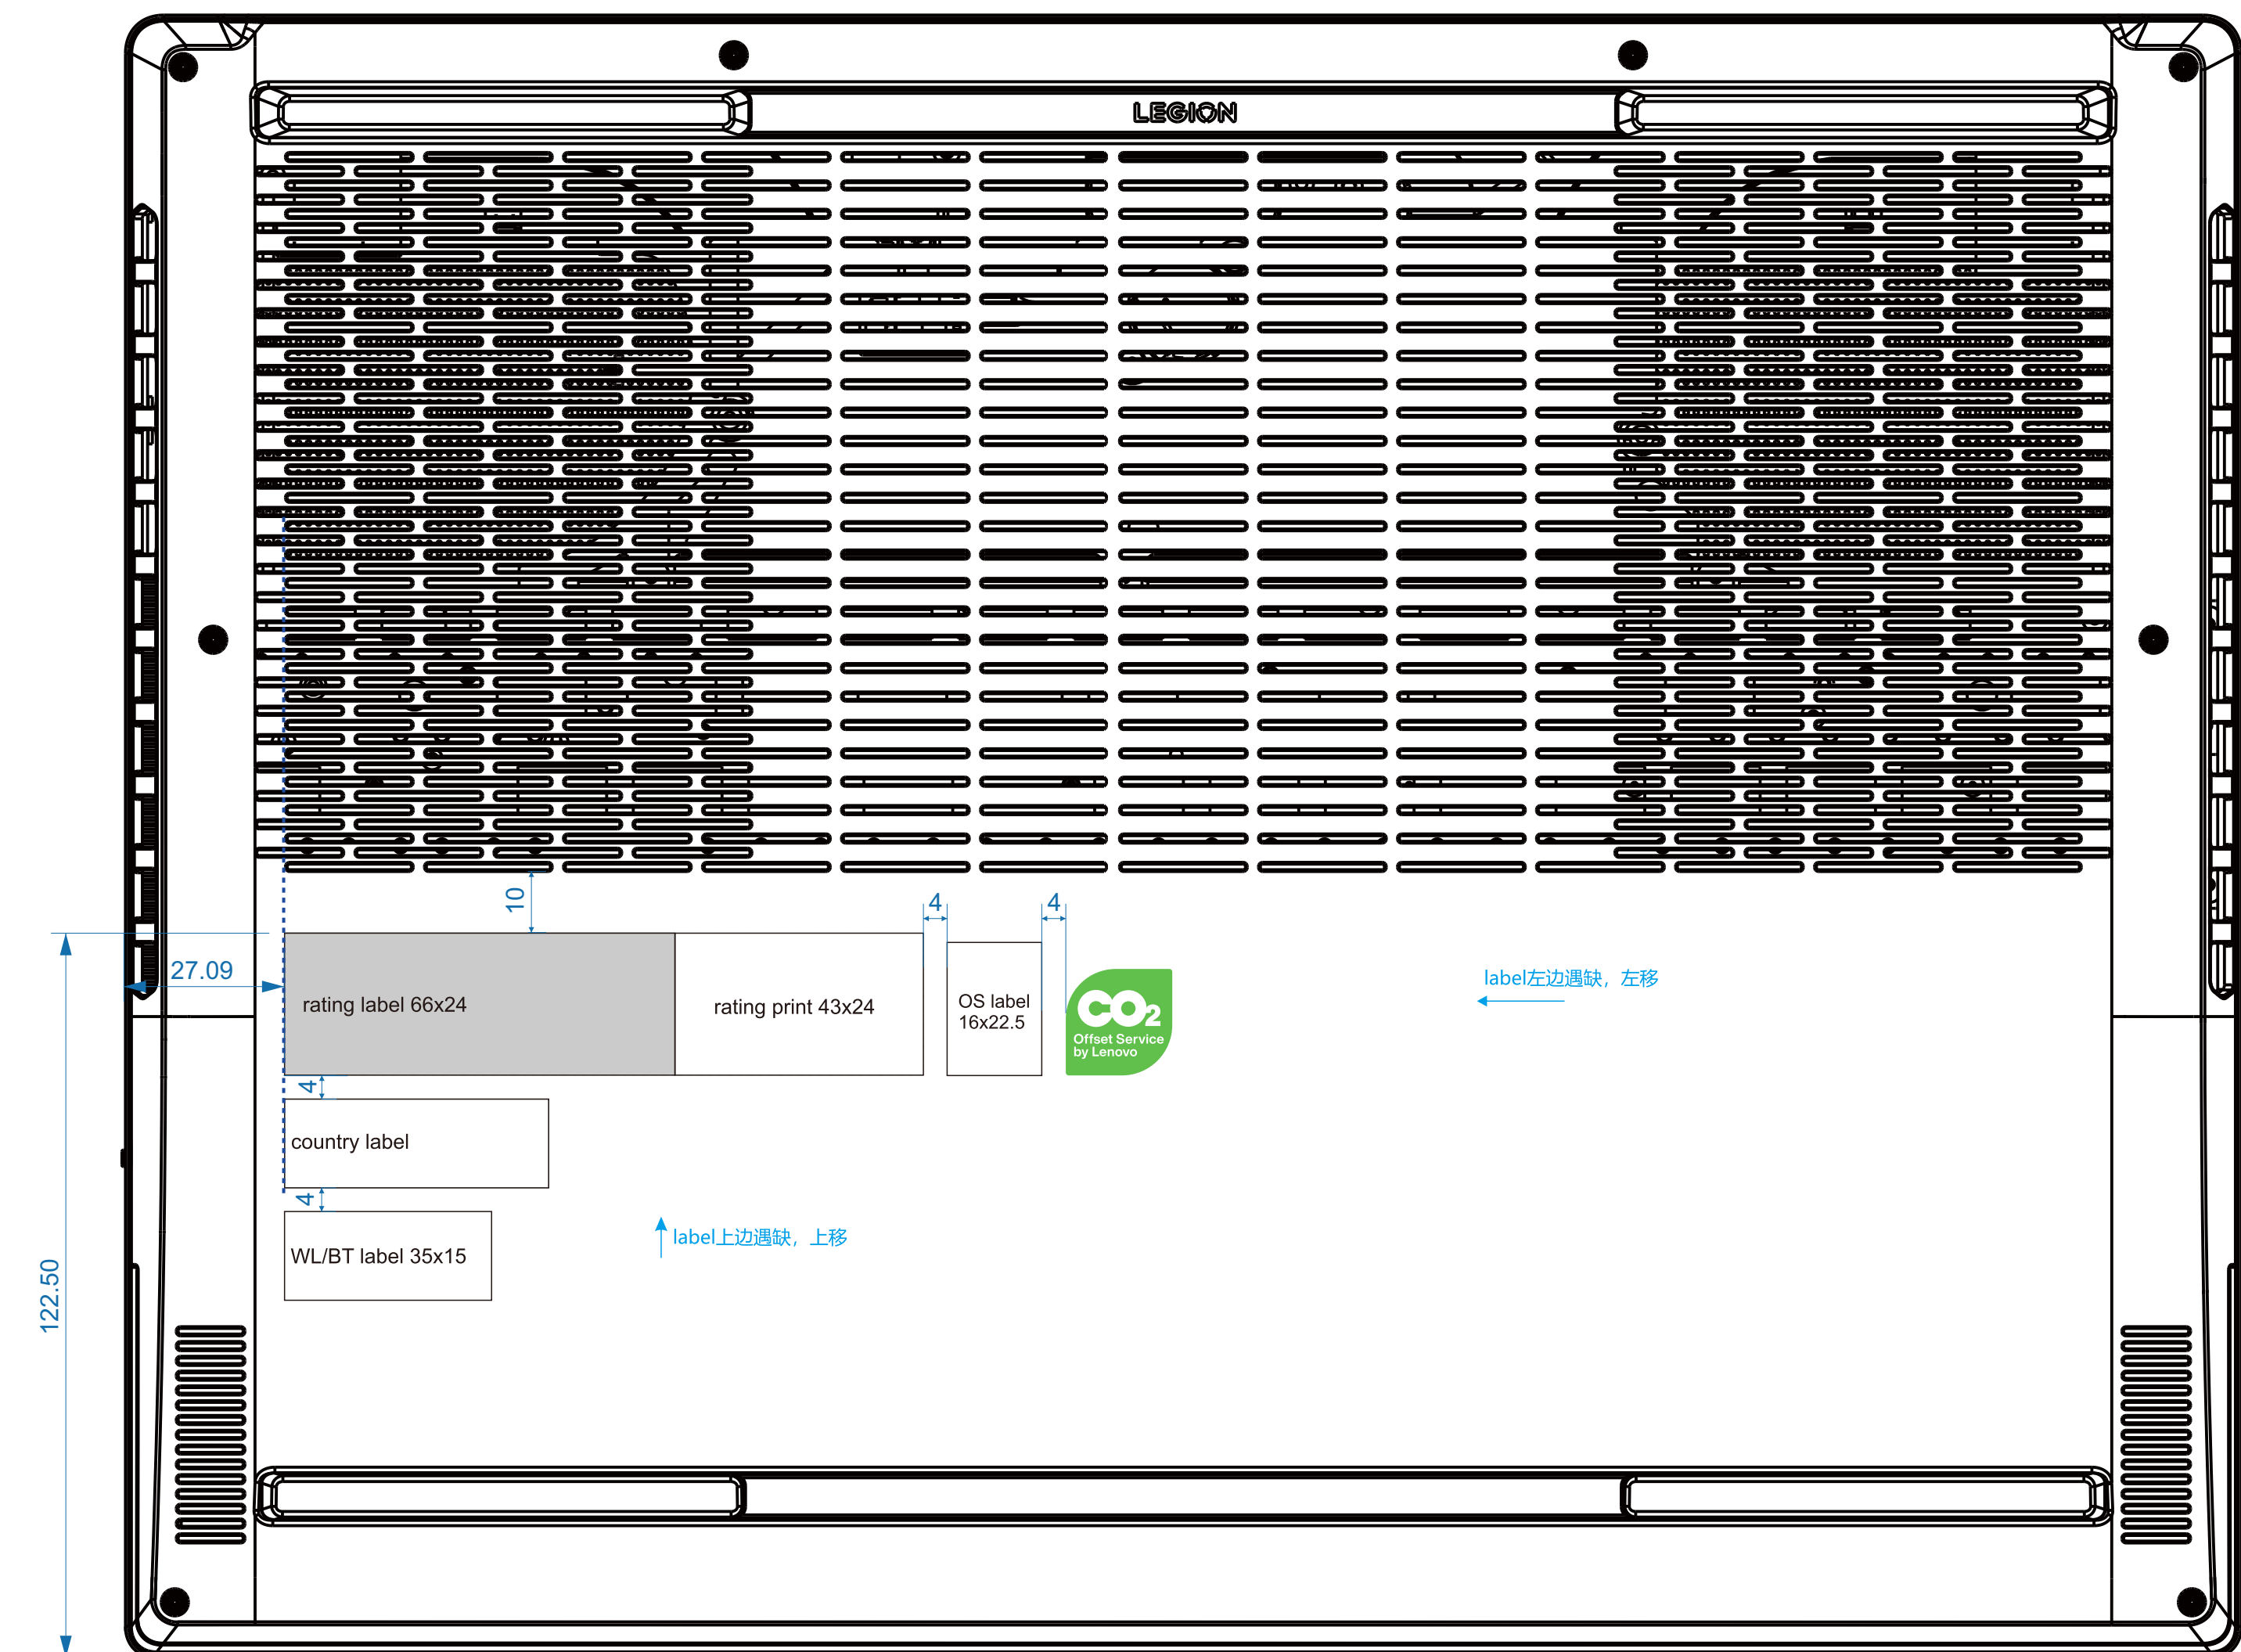 LEGION
10
4
4
27.09
rating label 66x24
rating print 43x24
OS label
16x22.5
CO2
Offset Service
by Lenovo
label左边遇缺，左移
4
country label
4
WL/BT label 35x15
label上边遇缺，上移
122.50